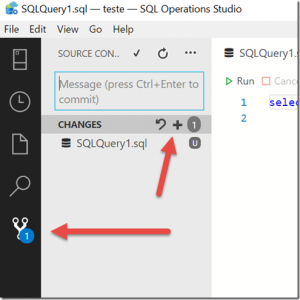 SQLQuery1.sql — teste — SQL Operations Studio
File Edit View Go Help
SOURCE CON.. ...
SQLQuery1.sql
Message (press Ctrl+Enter to
commit)
Run Cance
CHANGES 1
1 selec
SQLQuery1.sql U
2
1